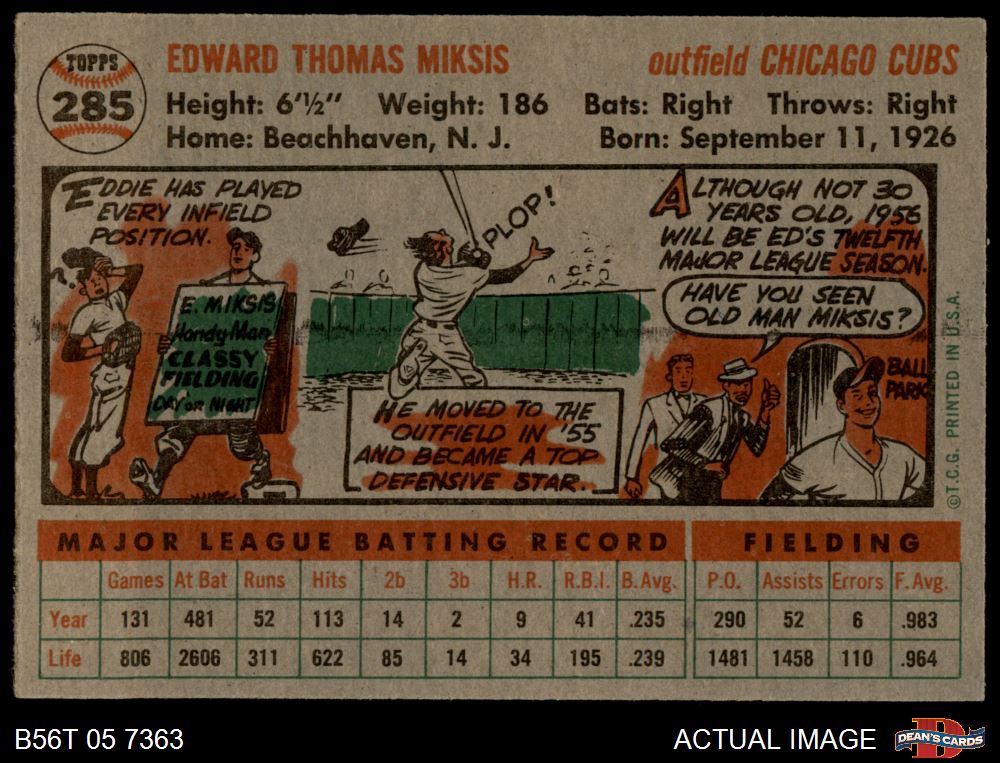 TOPPS
285
EDWARD THOMAS MIKSIS outfield CHICAGO CUBS
Height: 6'½" Weight: 186 Bats: Right Throws: Right
Home: Beachhaven, N. J. Born: September 11, 1926
EDDIE HAS PLAYED
EVERY INFIELD
POSITION.
??
E. MIKSIS
Handy Man
CLASSY
FIELDING
DAY OR NIGHT
PLOP!
HE MOVED TO THE
OUTFIELD IN '55
AND BECAME A TOP
DEFENSIVE STAR.
ALTHOUGH NOT 30
YEARS OLD, 1956
WILL BE ED'S TWELFTH
MAJOR LEAGUE SEASON.
HAVE YOU SEEN
OLD MAN MIKSIS?
BALL
PARK
©T.C.G. PRINTED IN U.S.A.
MAJOR LEAGUE BATTING RECORD FIELDING
Games At Bat Runs Hits 2b 3b H.R. R.B.I. B.Avg. P.O. Assists Errors F.Avg.
Year 131 481 52 113 14 2 9 41 .235 290 52 6 .983
Life 806 2606 311 622 85 14 34 195 .239 1481 1458 110 .964
B56T 05 7363 ACTUAL IMAGE
DEAN'S CARDS